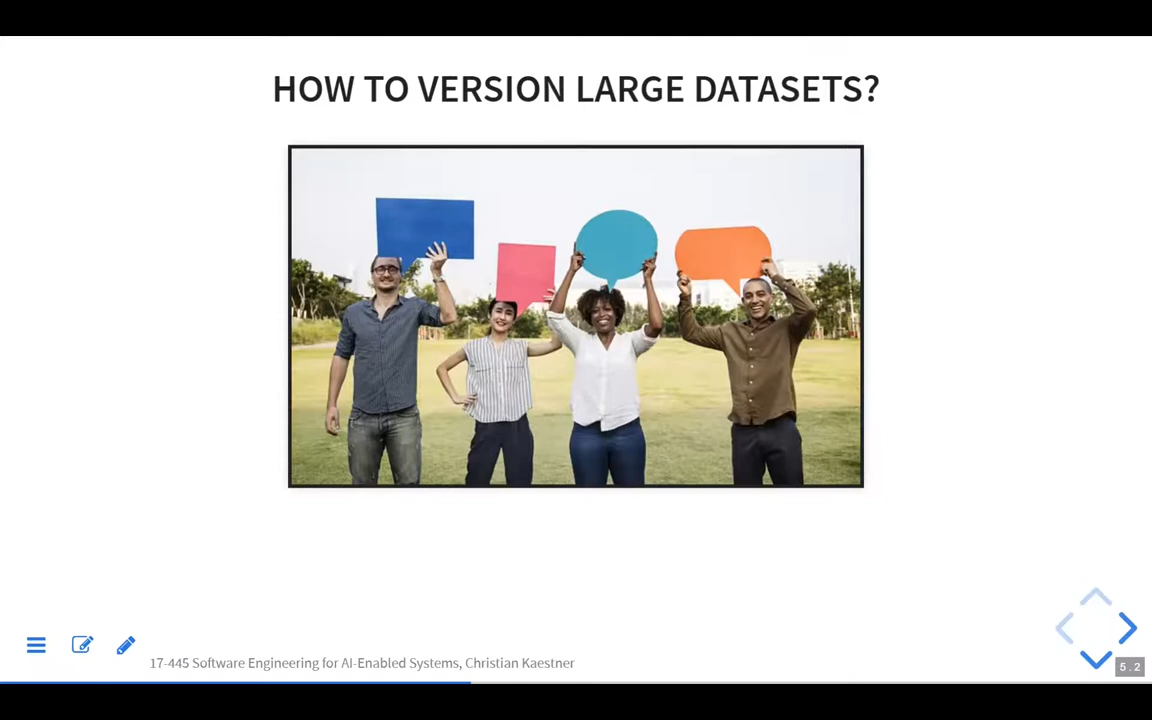 HOW TO VERSION LARGE DATASETS?
17-445 Software Engineering for AI-Enabled Systems, Christian Kaestner
5.2